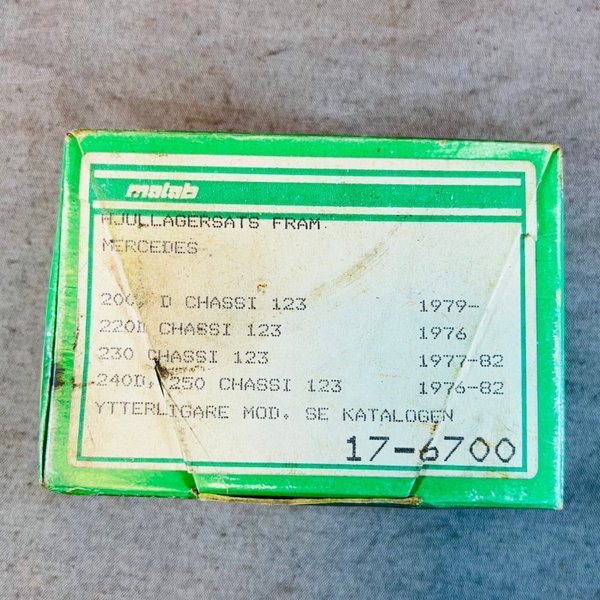 malab
HJULLAGERSATS FRAM
MERCEDES
200, D CHASSI 123 1979-
220D CHASSI 123 1976
230 CHASSI 123 1977-82
240D, 250 CHASSI 123 1976-82
YTTERLIGARE MOD. SE KATALOGEN
17-6700